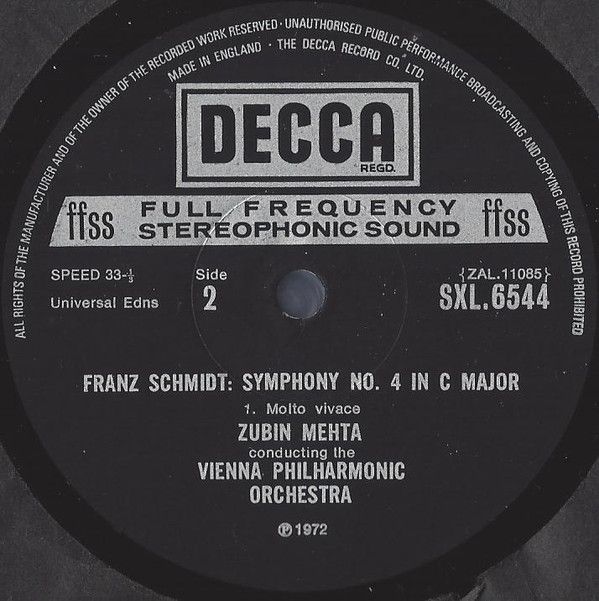 ALL RIGHTS OF THE MANUFACTURER AND OF THE OWNER OF THE RECORDED WORK RESERVED · UNAUTHORISED PUBLIC PERFORMANCE BROADCASTING AND COPYING OF THIS RECORD PROHIBITED
MADE IN ENGLAND · THE DECCA RECORD CO. LTD.
DECCA
REGD.
ffss FULL FREQUENCY ffss
STEREOPHONIC SOUND
SPEED 33-⅓ Side {ZAL.11085}
Universal Edns 2 SXL.6544
FRANZ SCHMIDT: SYMPHONY NO. 4 IN C MAJOR
1. Molto vivace
ZUBIN MEHTA
conducting the
VIENNA PHILHARMONIC
ORCHESTRA
℗ 1972